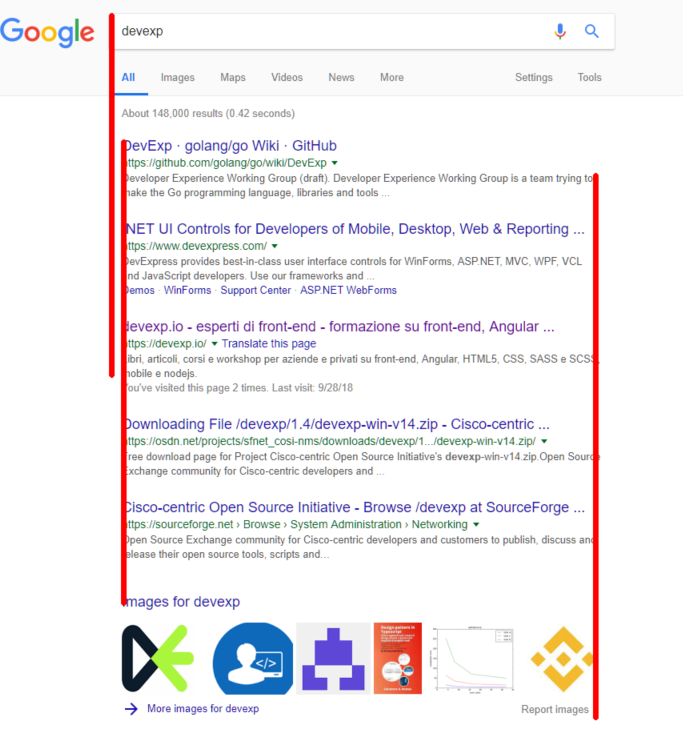 Google
devexp
All Images Maps Videos News More Settings Tools
About 148,000 results (0.42 seconds)
DevExp · golang/go Wiki · GitHub
https://github.com/golang/go/wiki/DevExp
Developer Experience Working Group (draft). Developer Experience Working Group is a team trying to
make the Go programming language, libraries and tools ...
.NET UI Controls for Developers of Mobile, Desktop, Web & Reporting ...
https://www.devexpress.com/
DevExpress provides best-in-class user interface controls for WinForms, ASP.NET, MVC, WPF, VCL
and JavaScript developers. Use our frameworks and ...
Demos · WinForms · Support Center · ASP.NET WebForms
devexp.io - esperti di front-end - formazione su front-end, Angular ...
https://devexp.io/ Translate this page
Libri, articoli, corsi e workshop per aziende e privati su front-end, Angular, HTML5, CSS, SASS e SCSS,
mobile e nodejs.
You've visited this page 2 times. Last visit: 9/28/18
Downloading File /devexp/1.4/devexp-win-v14.zip - Cisco-centric ...
https://osdn.net/projects/sfnet_cosi-nms/downloads/devexp/1.../devexp-win-v14.zip/
Free download page for Project Cisco-centric Open Source Initiative's devexp-win-v14.zip.Open Source
Exchange community for Cisco-centric developers and ...
Cisco-centric Open Source Initiative - Browse /devexp at SourceForge ...
https://sourceforge.net › Browse › System Administration › Networking
Open Source Exchange community for Cisco-centric developers and customers to publish, discuss and
release their open source tools, scripts and...
Images for devexp
</>
Design pattern in
Typescript
More images for devexp
Report images